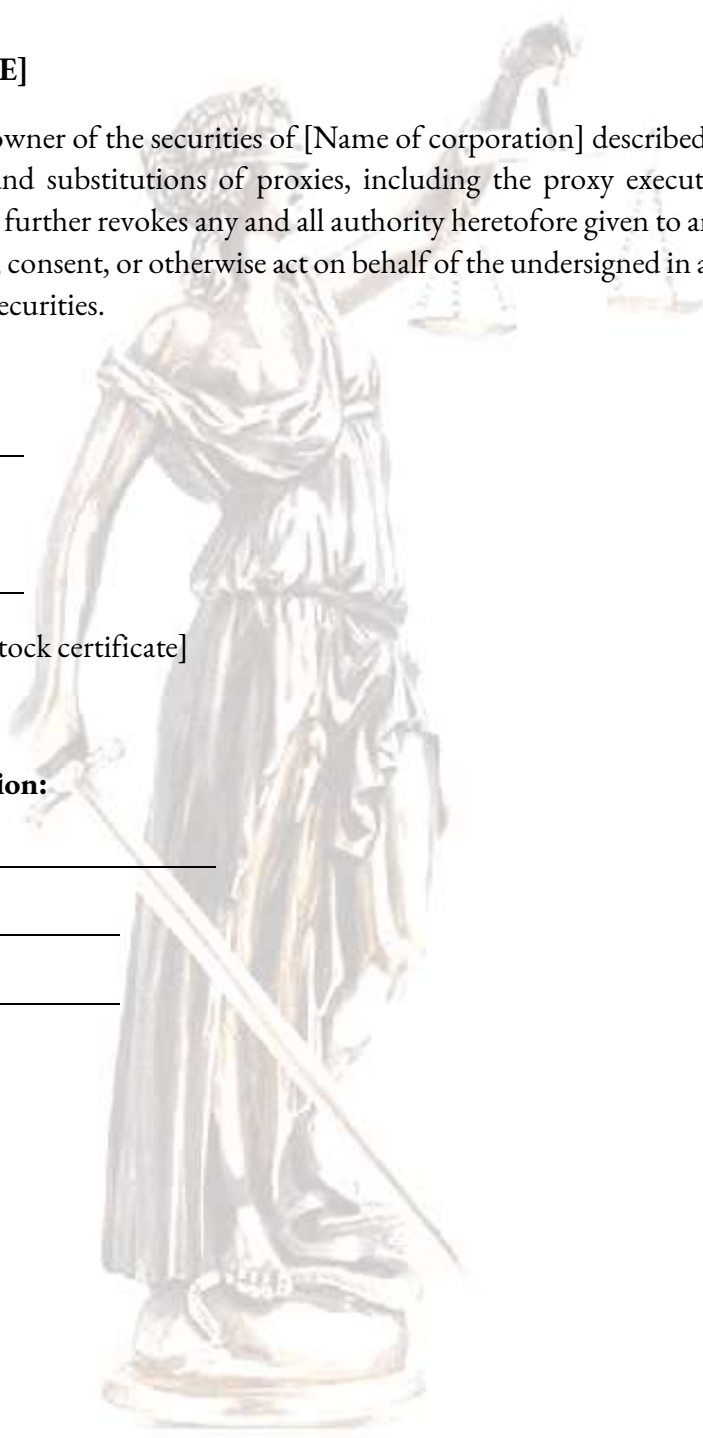 E]
owner of the securities of [Name of corporation] described
and substitutions of proxies, including the proxy execut
further revokes any and all authority heretofore given to an
consent, or otherwise act on behalf of the undersigned in a
ecurities.
tock certificate]
ion: